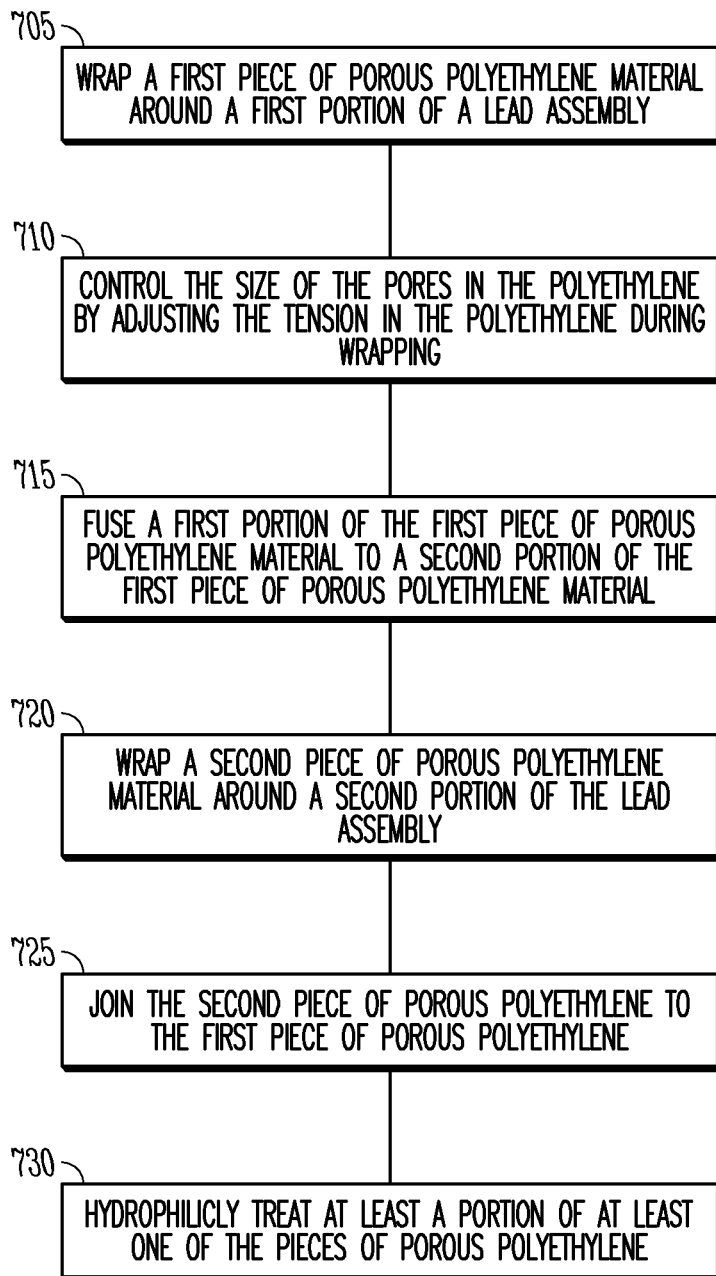 705
WRAP A FIRST PIECE OF POROUS POLYETHYLENE MATERIAL
AROUND A FIRST PORTION OF A LEAD ASSEMBLY
710
CONTROL THE SIZE OF THE PORES IN THE POLYETHYLENE
BY ADJUSTING THE TENSION IN THE POLYETHYLENE DURING
WRAPPING
715
FUSE A FIRST PORTION OF THE FIRST PIECE OF POROUS
POLYETHYLENE MATERIAL TO A SECOND PORTION OF THE
FIRST PIECE OF POROUS POLYETHYLENE MATERIAL
720
WRAP A SECOND PIECE OF POROUS POLYETHYLENE
MATERIAL AROUND A SECOND PORTION OF THE LEAD
ASSEMBLY
725
JOIN THE SECOND PIECE OF POROUS POLYETHYLENE TO
THE FIRST PIECE OF POROUS POLYETHYLENE
730
HYDROPHILICLY TREAT AT LEAST A PORTION OF AT LEAST
ONE OF THE PIECES OF POROUS POLYETHYLENE